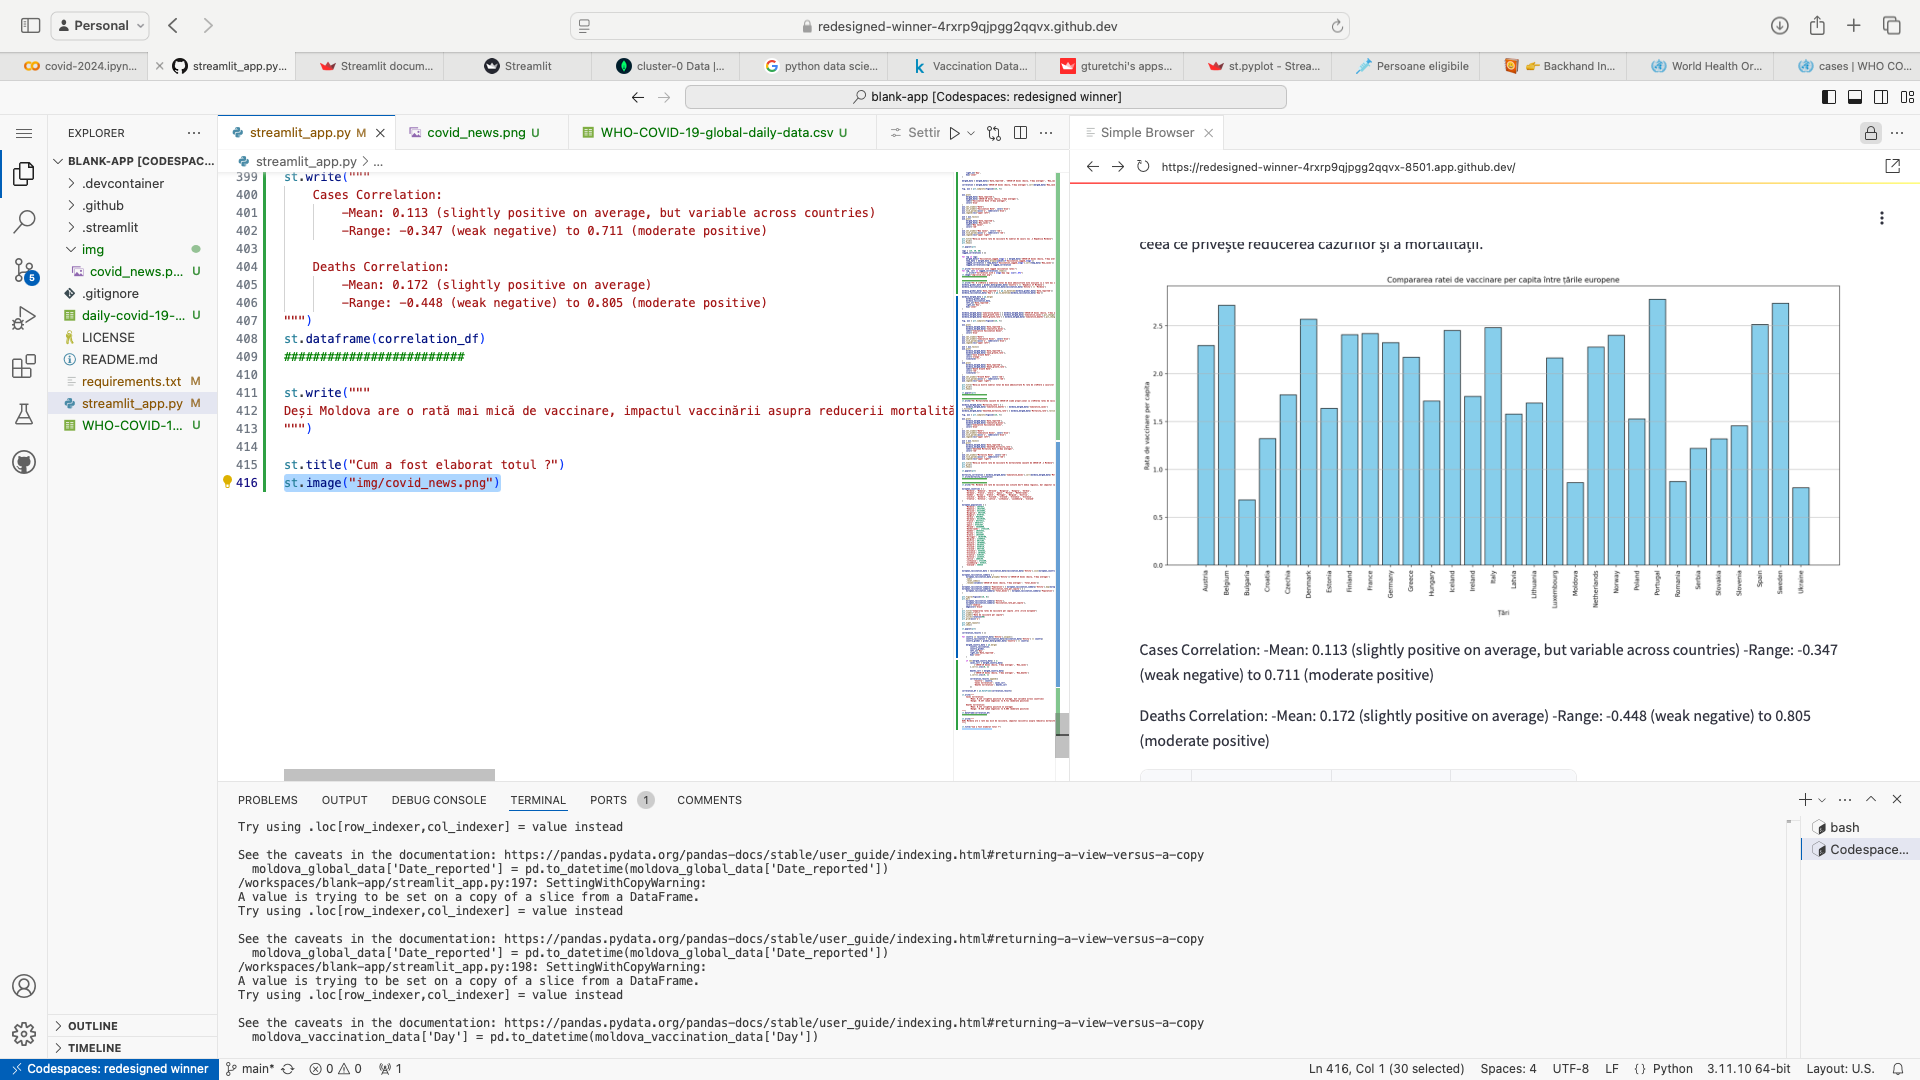 Personal
redesigned-winner-4rxrp9qjpgg2qqvx.github.dev
covid-2024.ipyn...
streamlit_app.py...
Streamlit docum...
Streamlit
cluster-0 Data |...
python data scie...
Vaccination Data...
gturetchi's apps...
st.pyplot - Strea...
Persoane eligibile
Backhand In...
World Health Or...
cases | WHO CO...
blank-app [Codespaces: redesigned winner]
EXPLORER
BLANK-APP [CODESPAC...
.devcontainer
.github
.streamlit
img
covid_news.p... U
.gitignore
daily-covid-19-... U
LICENSE
README.md
requirements.txt M
streamlit_app.py M
WHO-COVID-1... U
5
OUTLINE
TIMELINE
streamlit_app.py M
covid_news.png U
WHO-COVID-19-global-daily-data.csv U
Settir
streamlit_app.py > ...
399 st.write("""
400 Cases Correlation:
401 -Mean: 0.113 (slightly positive on average, but variable across countries)
402 -Range: -0.347 (weak negative) to 0.711 (moderate positive)
403
404 Deaths Correlation:
405 -Mean: 0.172 (slightly positive on average)
406 -Range: -0.448 (weak negative) to 0.805 (moderate positive)
407 """)
408 st.dataframe(correlation_df)
409 #########################
410
411 st.write("""
412 Deși Moldova are o rată mai mică de vaccinare, impactul vaccinării asupra reducerii mortalită
413 """)
414
415 st.title("Cum a fost elaborat totul ?")
416 st.image("img/covid_news.png")
Simple Browser
https://redesigned-winner-4rxrp9qjpgg2qqvx-8501.app.github.dev/
ceea ce privește reducerea cazurilor și a mortalității.
Compararea ratei de vaccinare per capita între țările europene
Rata de vaccinare per capita
2.5
2.0
1.5
1.0
0.5
0.0
Austria
Belgium
Bulgaria
Croatia
Czechia
Denmark
Estonia
Finland
France
Germany
Greece
Hungary
Iceland
Ireland
Italy
Latvia
Lithuania
Luxembourg
Moldova
Netherlands
Norway
Poland
Portugal
Romania
Serbia
Slovakia
Slovenia
Spain
Sweden
Ukraine
Țări
Cases Correlation: -Mean: 0.113 (slightly positive on average, but variable across countries) -Range: -0.347
(weak negative) to 0.711 (moderate positive)
Deaths Correlation: -Mean: 0.172 (slightly positive on average) -Range: -0.448 (weak negative) to 0.805
(moderate positive)
PROBLEMS
OUTPUT
DEBUG CONSOLE
TERMINAL
PORTS 1
COMMENTS
Try using .loc[row_indexer,col_indexer] = value instead
See the caveats in the documentation: https://pandas.pydata.org/pandas-docs/stable/user_guide/indexing.html#returning-a-view-versus-a-copy
moldova_global_data['Date_reported'] = pd.to_datetime(moldova_global_data['Date_reported'])
/workspaces/blank-app/streamlit_app.py:197: SettingWithCopyWarning:
A value is trying to be set on a copy of a slice from a DataFrame.
Try using .loc[row_indexer,col_indexer] = value instead
See the caveats in the documentation: https://pandas.pydata.org/pandas-docs/stable/user_guide/indexing.html#returning-a-view-versus-a-copy
moldova_global_data['Date_reported'] = pd.to_datetime(moldova_global_data['Date_reported'])
/workspaces/blank-app/streamlit_app.py:198: SettingWithCopyWarning:
A value is trying to be set on a copy of a slice from a DataFrame.
Try using .loc[row_indexer,col_indexer] = value instead
See the caveats in the documentation: https://pandas.pydata.org/pandas-docs/stable/user_guide/indexing.html#returning-a-view-versus-a-copy
moldova_vaccination_data['Day'] = pd.to_datetime(moldova_vaccination_data['Day'])
bash
Codespace...
Codespaces: redesigned winner
main*
0 0
1
Ln 416, Col 1 (30 selected)
Spaces: 4
UTF-8
LF
Python
3.11.10 64-bit
Layout: U.S.